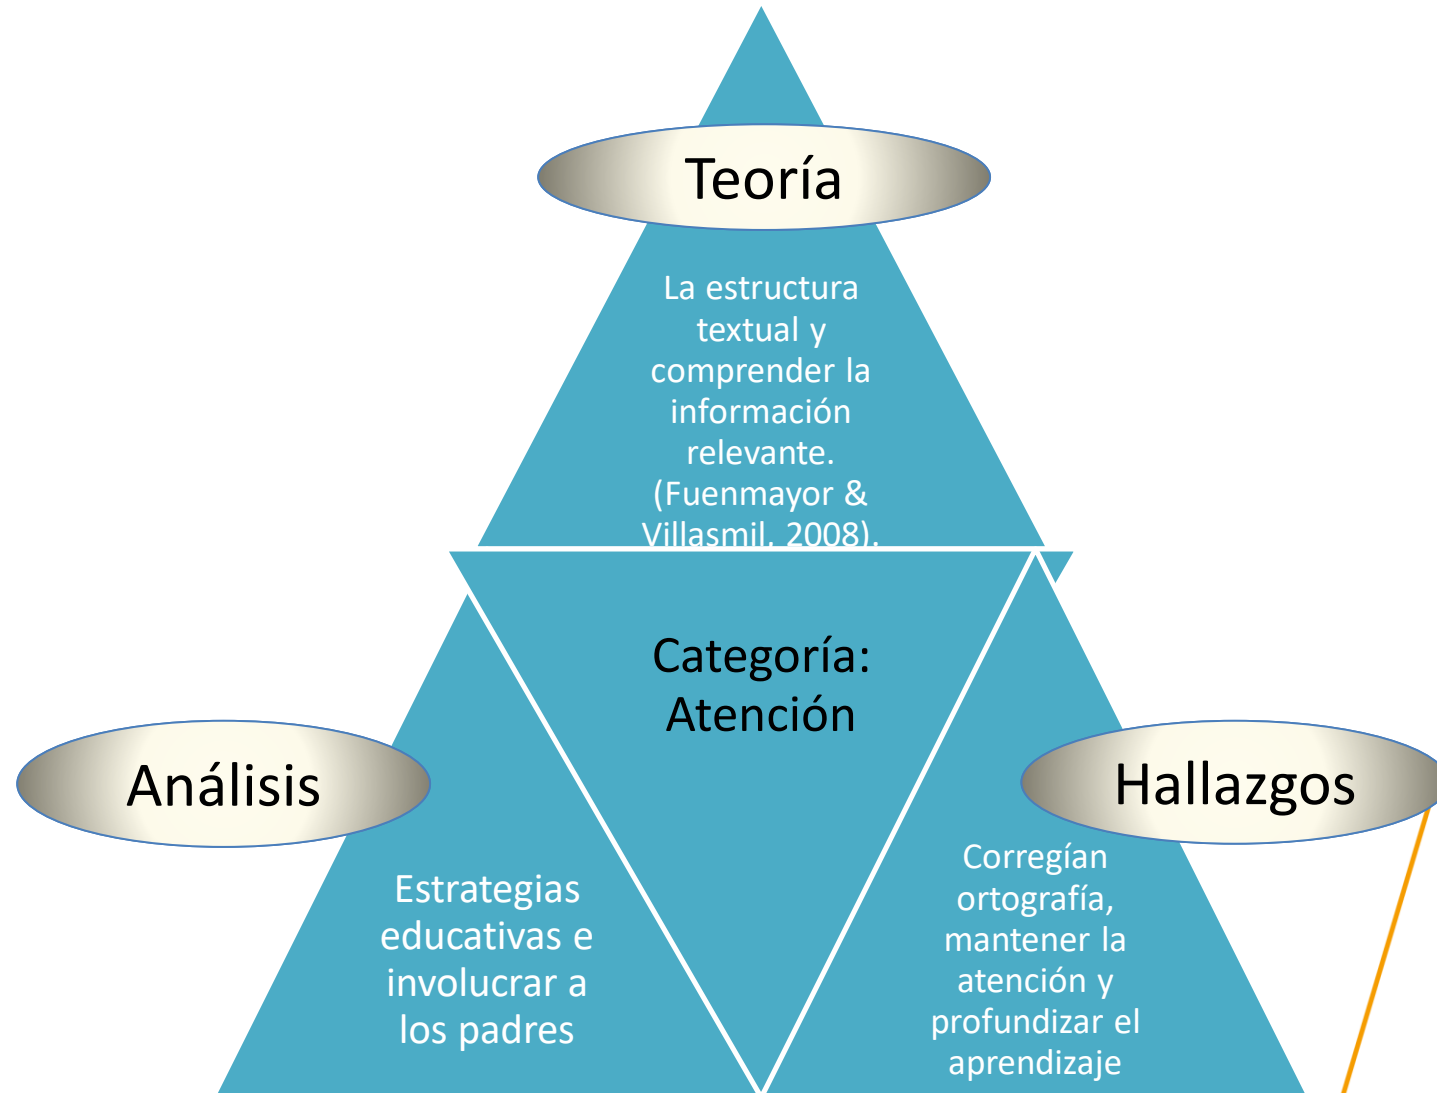 Teoría
La estructura
textual y
comprender la
información
relevante.
(Fuenmayor &
Villasmil, 2008).
Categoría:
Atención
Análisis
Estrategias
educativas e
involucrar a
los padres
Hallazgos
Corregían
ortografía,
mantener la
atención y
profundizar el
aprendizaje